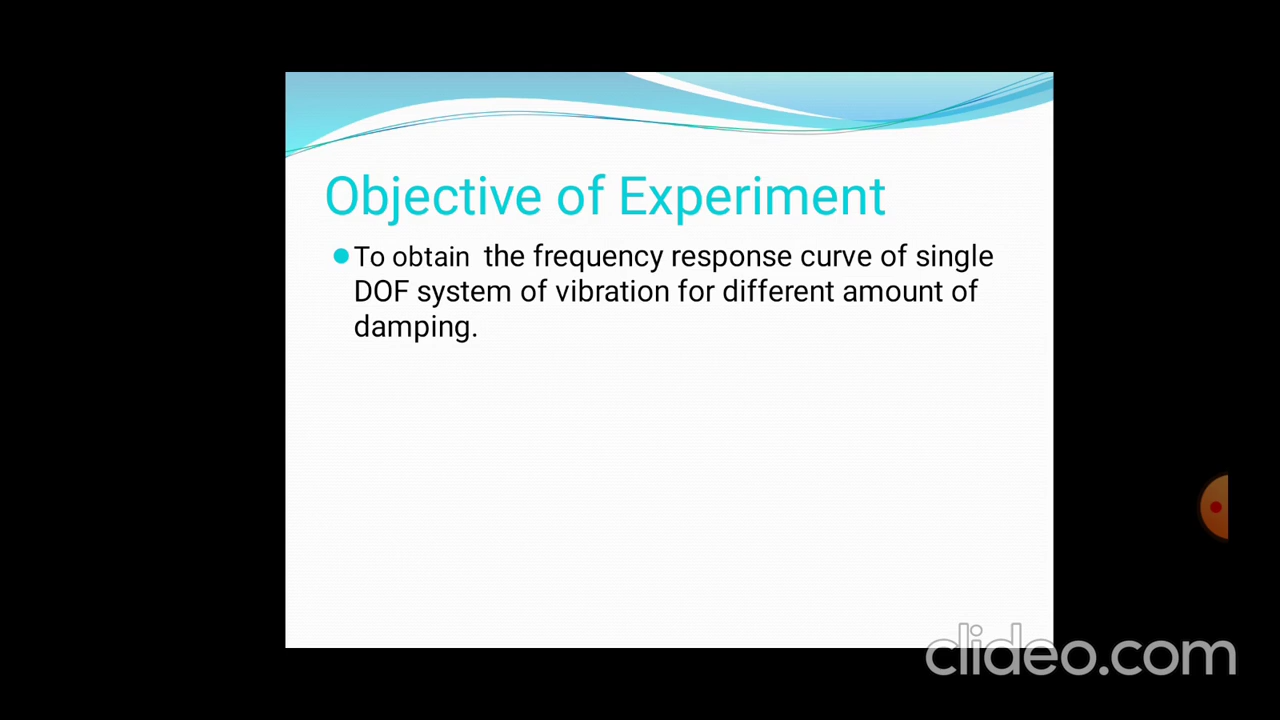 Objective of Experiment
To obtain the frequency response curve of single
DOF system of vibration for different amount of
damping.
clideo.com